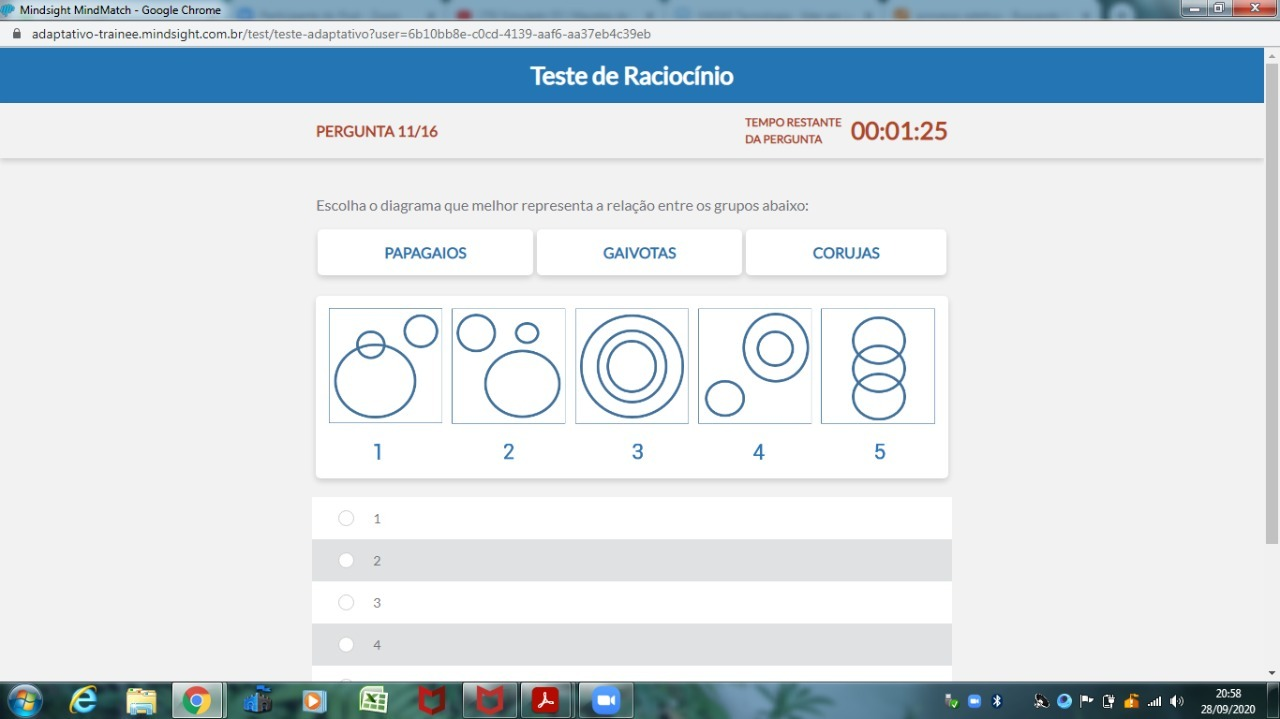 Mindsight MindMatch - Google Chrome
adaptativo-trainee.mindsight.com.br/test/teste-adaptativo?user=6b10bb8e-c0cd-4139-aaf6-aa37eb4c39eb
Teste de Raciocínio
PERGUNTA 11/16
TEMPO RESTANTE
DA PERGUNTA
00:01:25
Escolha o diagrama que melhor representa a relação entre os grupos abaixo:
PAPAGAIOS GAIVOTAS CORUJAS
1 2 3 4 5
1
2
3
4
20:58
28/09/2020